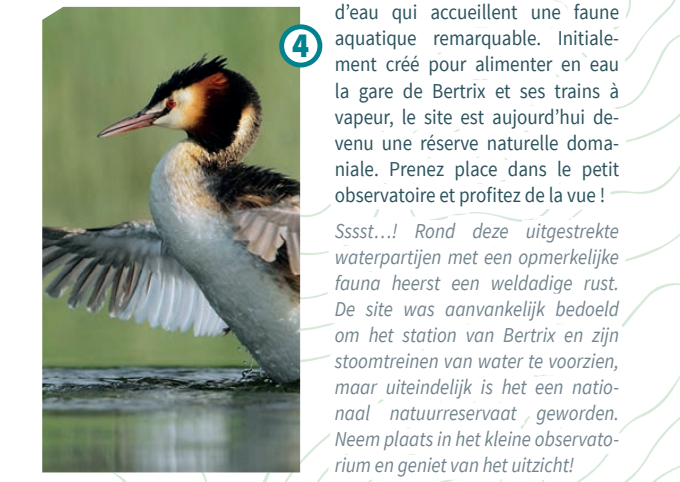 4
d’eau qui accueillent une faune
aquatique remarquable. Initiale-
ment créé pour alimenter en eau
la gare de Bertrix et ses trains à
vapeur, le site est aujourd’hui de-
venu une réserve naturelle doma-
niale. Prenez place dans le petit
observatoire et profitez de la vue !
Sssst…! Rond deze uitgestrekte
waterpartijen met een opmerkelijke
fauna heerst een weldadige rust.
De site was aanvankelijk bedoeld
om het station van Bertrix en zijn
stoomtreinen van water te voorzien,
maar uiteindelijk is het een natio-
naal natuurreservaat geworden.
Neem plaats in het kleine observato-
rium en geniet van het uitzicht!